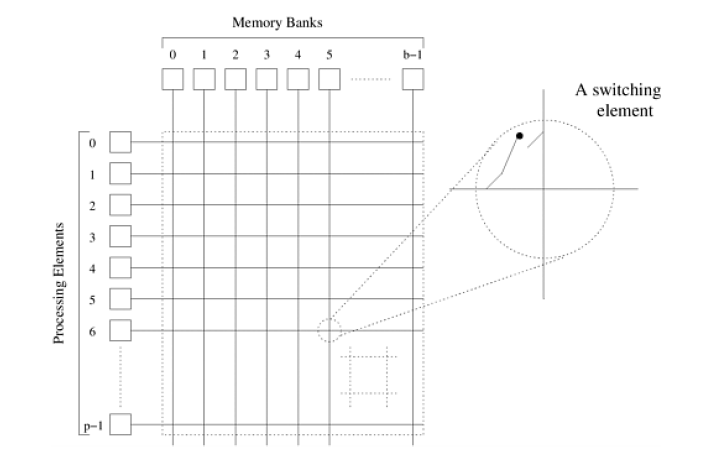 Memory Banks
0 1 2 3 4 5 b−1
A switching
element
Processing Elements
0
1
2
3
4
5
6
p−1